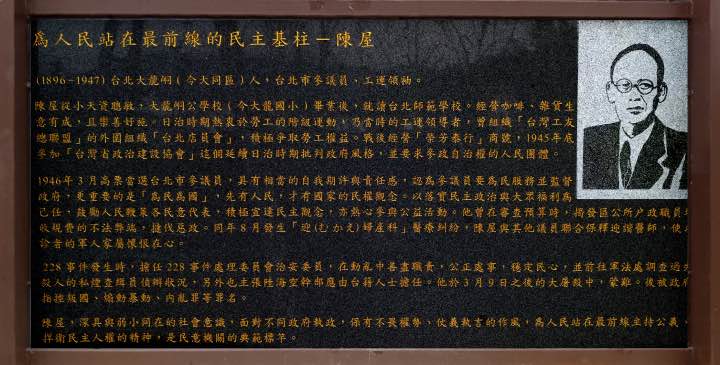 為人民站在最前線的民主基柱－陳屋
(1896-1947)台北大龍峒(今大同區)人，台北市參議員、工運領袖。
陳屋從小天資聰敏，大龍峒公學校(今大龍國小)畢業後，就讀台北師範學校。經營咖啡、雜貨生
意有成，且樂善好施。日治時期熱衷於勞工的階級運動，乃當時的工運領導者，曾組織「台灣工友
總聯盟」的外圍組織「台北店員會」，積極爭取勞工權益。戰後經營「榮芳泰行」商號，1945年底
參加「台灣省政治建設協會」這個延續日治時期批判政府風格，並要求參政自治權的人民團體。
1946年3月高票當選台北市參議員，具有相當的自我期許與責任感，認為參議員要為民服務並監督
政府，更重要的是「為民為國」，先有人民，才有國家的民權觀念。以落實民主政治與大眾福利為
己任，鼓勵人民襄篡各民意代表，積極宣達民主觀念，亦熱心參與公益活動。他曾在審查預算時，揭發區公所戶政職員
收規費的不法弊端，搪伐惡政。同年8月發生「迎(むかえ)婦產科」醫療糾紛，陳屋與其他議員聯合保釋迎諧醫師，使
診者的軍人家屬懷恨在心。
228事件發生時，擔任228事件處理委員會治安委員，在動亂中善盡職責，公正處事，穩定民心，並前往軍法處調查過
殺人的私煙查緝員偵辦狀況，另外也主張陸海空幹部應由台籍人士擔任。他於3月9日之後的大屠殺中，蒙難。後被政府
指控叛國、煽動暴動、內亂罪等罪名。
陳屋，深具與弱小同在的社會意識，面對不同政府執政，保有不畏權勢、仗義執言的作風，為人民站在最前線主持公義，
捍衛民主人權的精神，是民意機關的典範標竿。